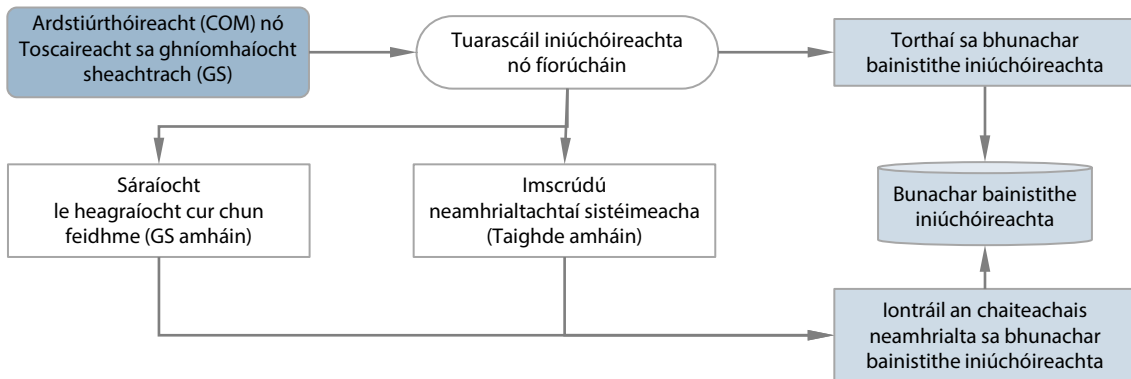 Ardstiúrthóireacht (COM) nó
Toscaireacht sa ghníomhaíocht
sheachtrach (GS)
Tuarascáil iniúchóireachta
nó fíorúcháin
Torthaí sa bhunachar
bainistithe iniúchóireachta
Sáraíocht
le heagraíocht cur chun
feidhme (GS amháin)
Imscrúdú
neamhrialtachtaí sistéimeacha
(Taighde amháin)
Bunachar bainistithe
iniúchóireachta
Iontráil an chaiteachais
neamhrialta sa bhunachar
bainistithe iniúchóireachta